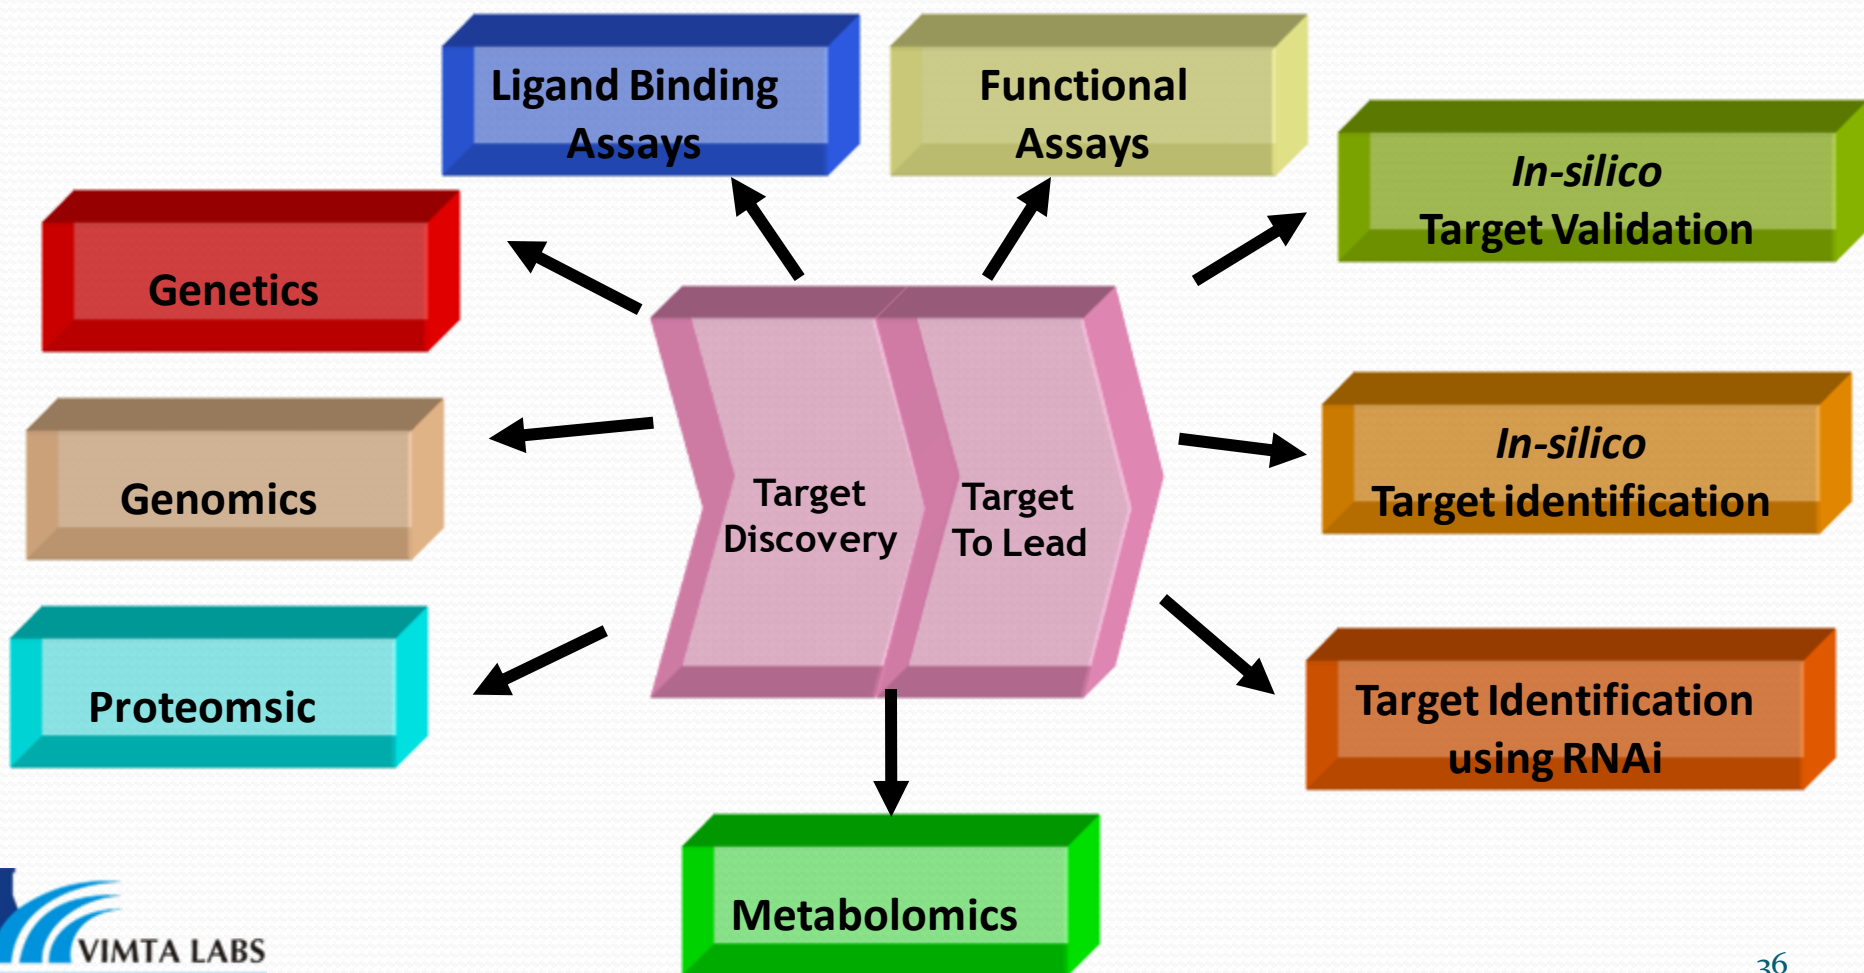 Ligand Binding
Assays
Functional
Assays
In-silico
Target Validation
Genetics
In-silico
Target identification
Genomics
Target
Discovery
Target
To Lead
Proteomsic
Target Identification
using RNAi
Metabolomics
VIMTA LABS
36